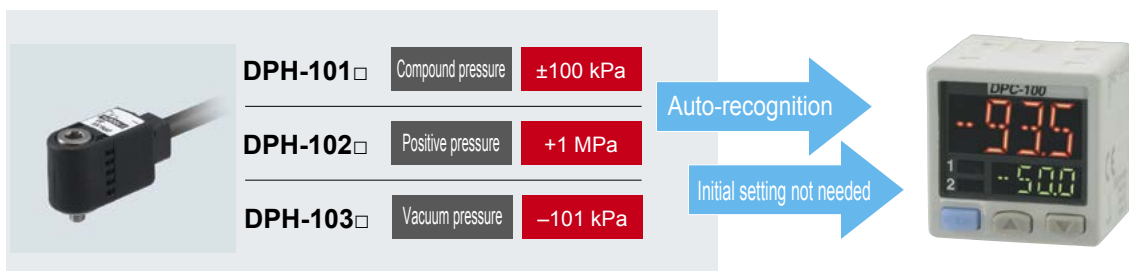 DPH-101□ Compound pressure ±100 kPa
DPH-102□ Positive pressure +1 MPa
DPH-103□ Vacuum pressure –101 kPa
Auto-recognition
Initial setting not needed
DPC-100
-93.5
1
2 -50.0